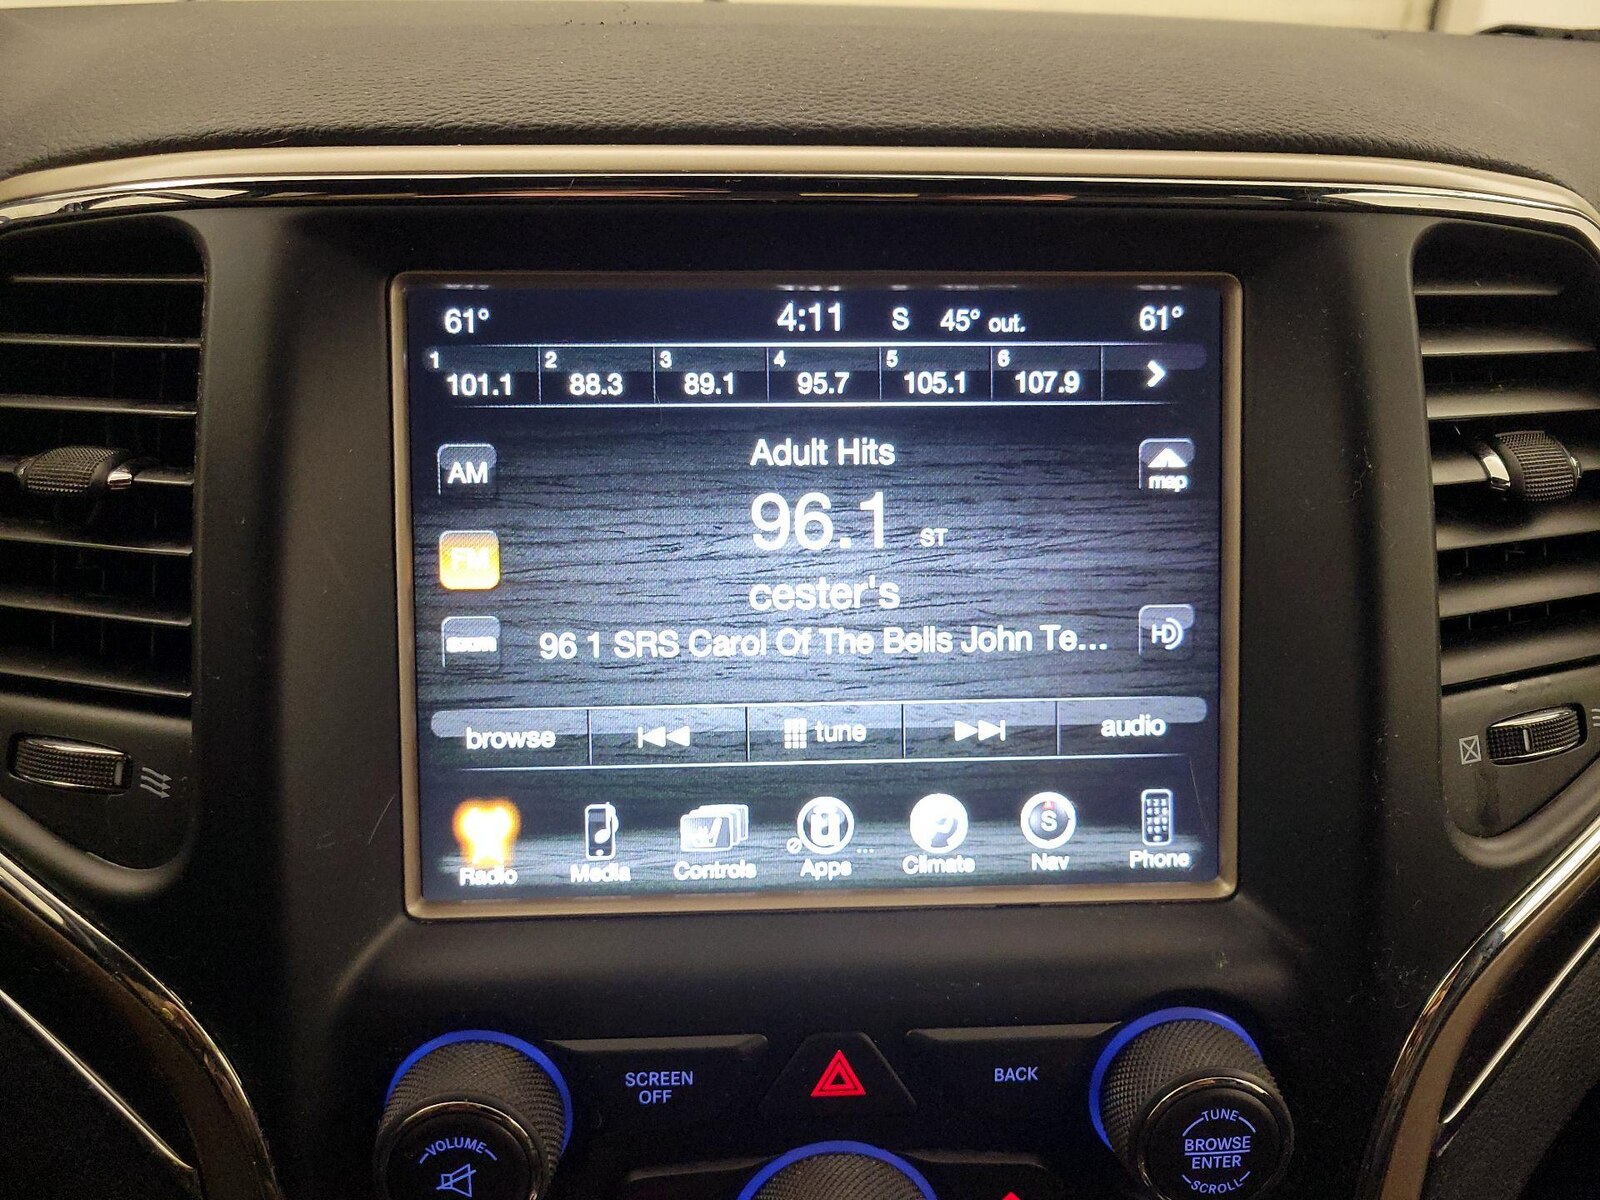 61° 4:11 S 45° out. 61°
1 2 3 4 5 6
101.1 88.3 89.1 95.7 105.1 107.9
Adult Hits
AM
map
96.1 ST
FM
cester's
96 1 SRS Carol Of The Bells John Te...
HD
browse tune audio
S
Radio Media Controls Apps ... Climate Nav Phone
SCREEN
OFF
BACK
VOLUME
TUNE
BROWSE
ENTER
SCROLL